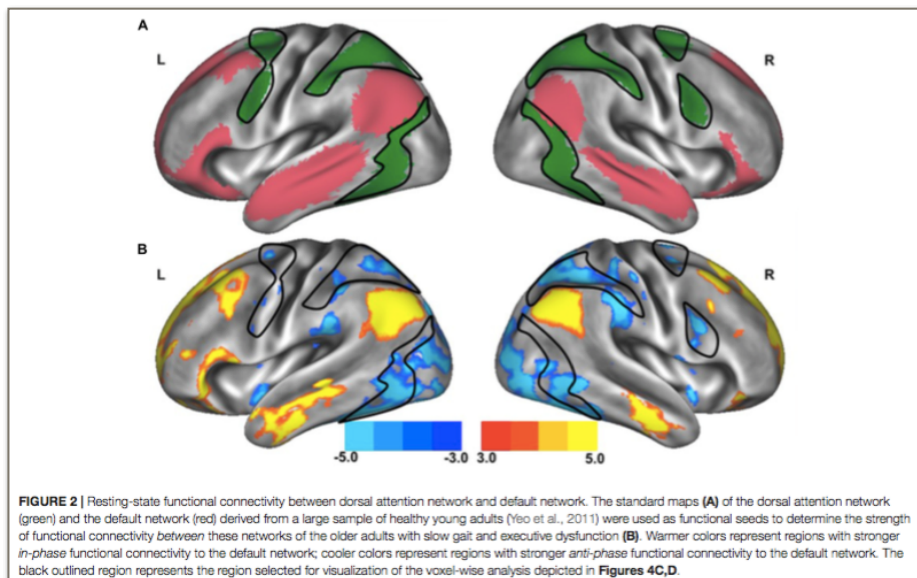 A
L
R
B
L
R
-5.0 -3.0 3.0 5.0
FIGURE 2 | Resting-state functional connectivity between dorsal attention network and default network. The standard maps (A) of the dorsal attention network
(green) and the default network (red) derived from a large sample of healthy young adults (Yeo et al., 2011) were used as functional seeds to determine the strength
of functional connectivity between these networks of the older adults with slow gait and executive dysfunction (B). Warmer colors represent regions with stronger
in-phase functional connectivity to the default network; cooler colors represent regions with stronger anti-phase functional connectivity to the default network. The
black outlined region represents the region selected for visualization of the voxel-wise analysis depicted in Figures 4C,D.